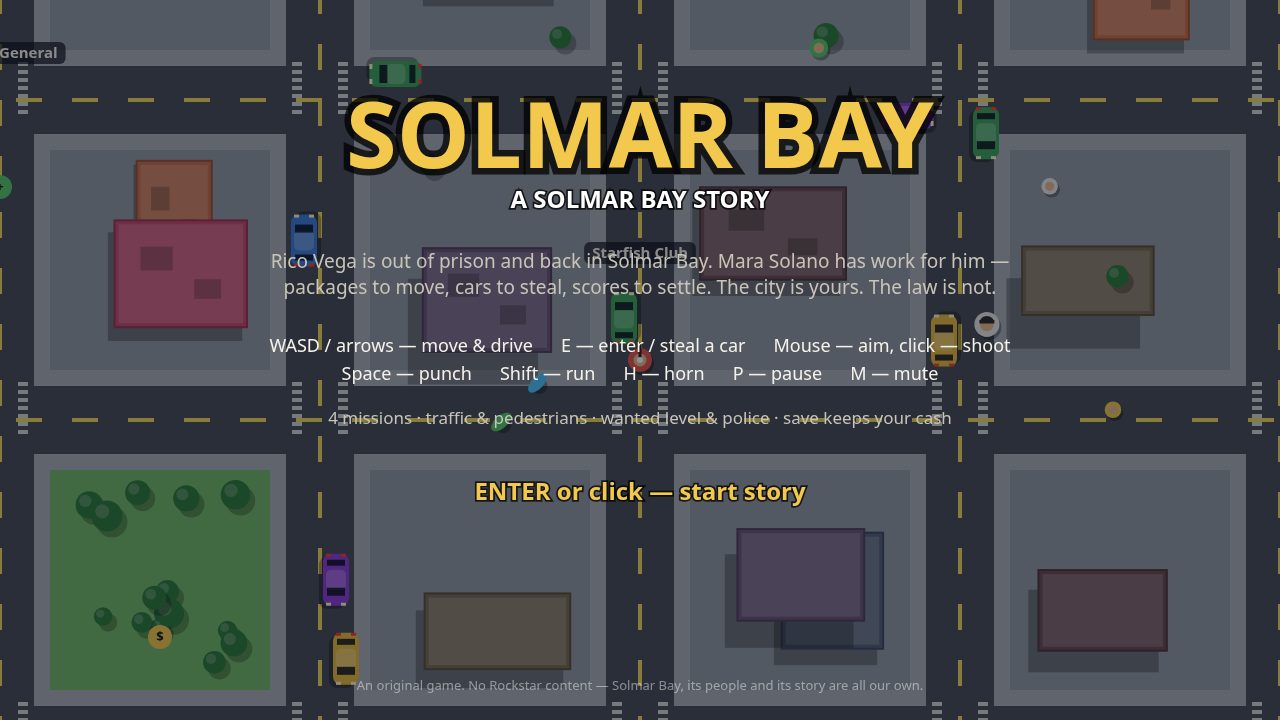 General
SOLMAR BAY
A SOLMAR BAY STORY
Starfish Club
Rico Vega is out of prison and back in Solmar Bay. Mara Solano has work for him —
packages to move, cars to steal, scores to settle. The city is yours. The law is not.
WASD / arrows — move & drive E — enter / steal a car Mouse — aim, click — shoot
Space — punch Shift — run H — horn P — pause M — mute
4 missions · traffic & pedestrians · wanted level & police · save keeps your cash
ENTER or click — start story
$
An original game. No Rockstar content — Solmar Bay, its people and its story are all our own.